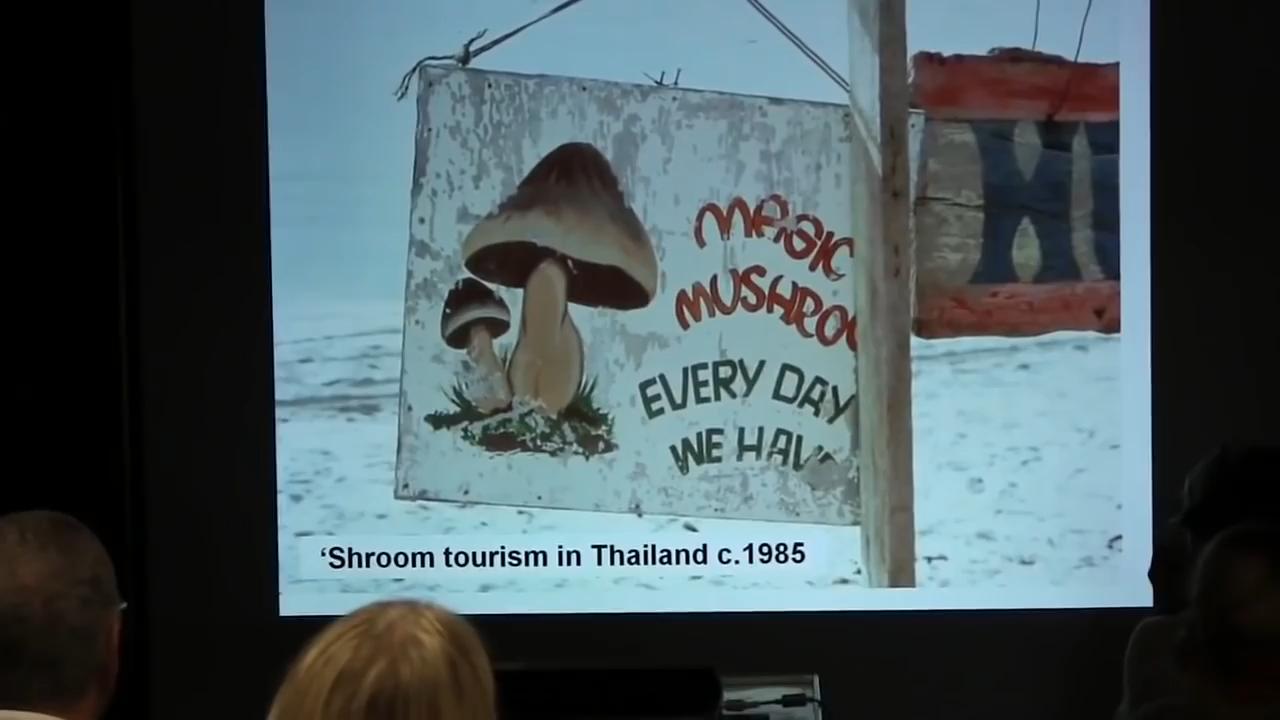 MAGIC
MUSHROO
EVERY DAY
WE HAV
‘Shroom tourism in Thailand c.1985